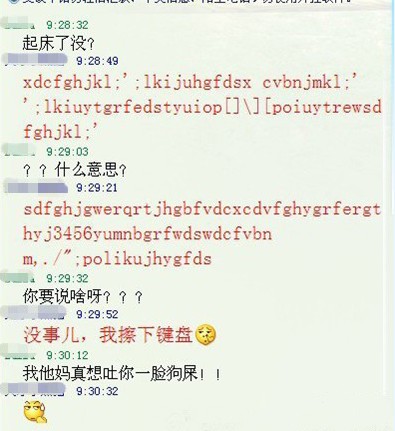 9:28:32
起床了没?
9:28:49
xdcfghjkl;';lkijuhgfdsx cvbnjmkl;'
';lkiuytgrfedstyuiop[]\][poiuytrewsd
fghjkl;'
9:29:03
??什么意思?
9:29:21
sdfghjgwerqrtjhgbfvdcxcdvfghygrfergt
hyj3456yumnbgrfwdswdcfvbn
m,./";polikujhygfds
9:29:32
你要说啥呀???
9:29:52
没事儿，我擦下键盘
9:30:12
我他妈真想吐你一脸狗屎!!
9:30:32